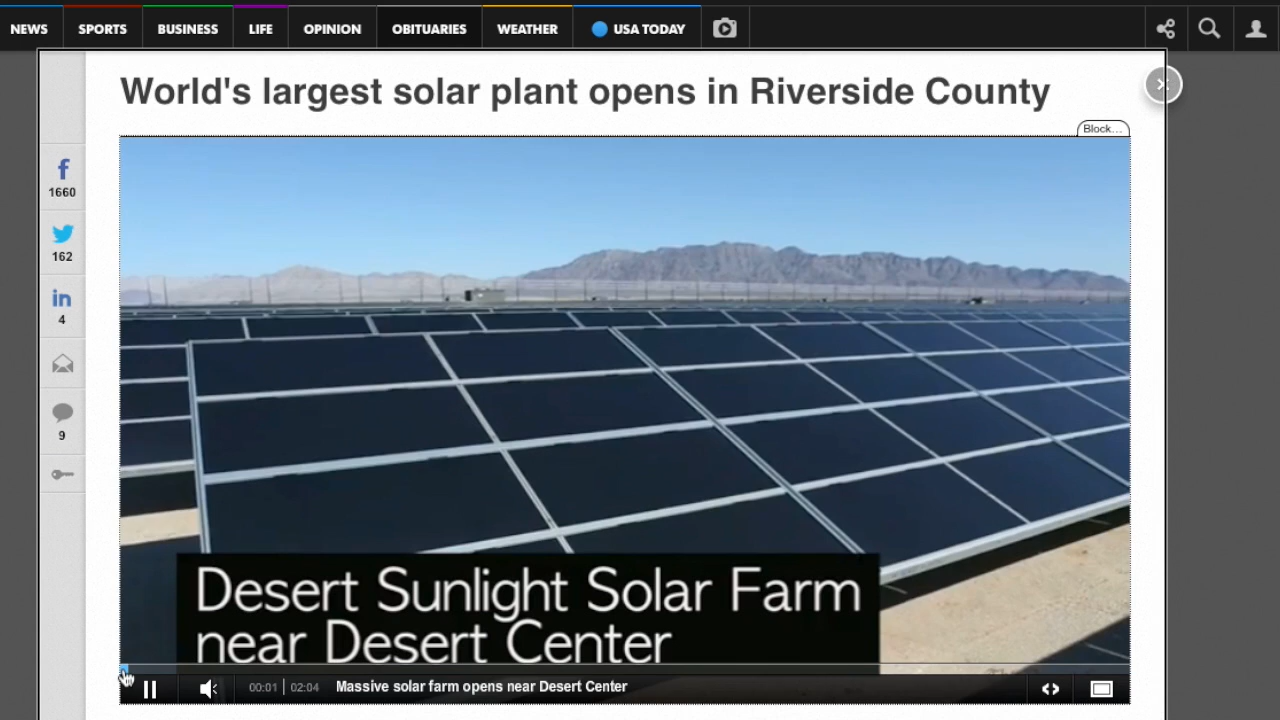 NEWS SPORTS BUSINESS LIFE OPINION OBITUARIES WEATHER USA TODAY
World's largest solar plant opens in Riverside County
Block...
f
1660
162
in
4
9
Desert Sunlight Solar Farm
near Desert Center
00:01 | 02:04 Massive solar farm opens near Desert Center